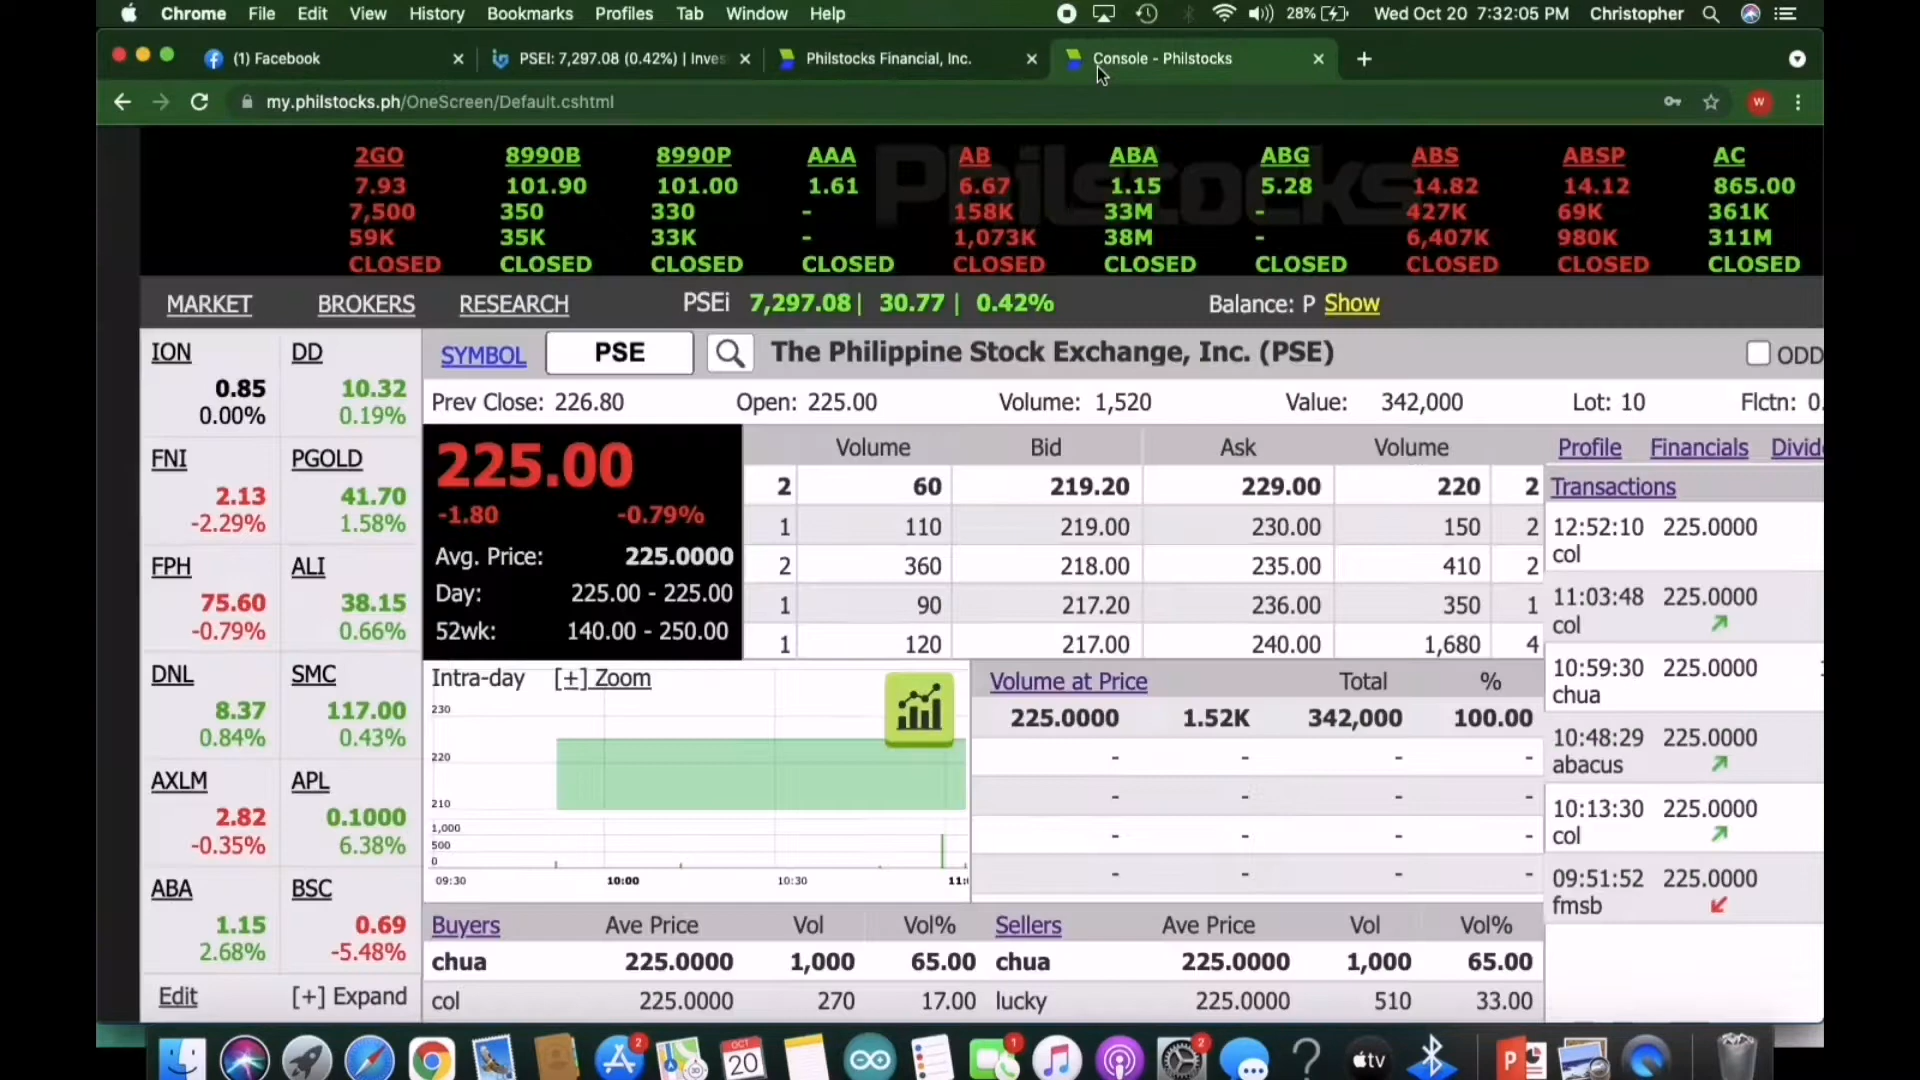 Chrome File Edit View History Bookmarks Profiles Tab Window Help 28% Wed Oct 20 7:32:05 PM Christopher
(1) Facebook PSEI: 7,297.08 (0.42%) | Inves Philstocks Financial, Inc. Console - Philstocks
my.philstocks.ph/OneScreen/Default.cshtml W
Philstocks
2GO 8990B 8990P AAA AB ABA ABG ABS ABSP AC
7.93 101.90 101.00 1.61 6.67 1.15 5.28 14.82 14.12 865.00
7,500 350 330 - 158K 33M - 427K 69K 361K
59K 35K 33K - 1,073K 38M - 6,407K 980K 311M
CLOSED CLOSED CLOSED CLOSED CLOSED CLOSED CLOSED CLOSED CLOSED CLOSED
MARKET BROKERS RESEARCH PSEi 7,297.08 | 30.77 | 0.42% Balance: P Show
ION DD
0.85 10.32
0.00% 0.19%
FNI PGOLD
2.13 41.70
-2.29% 1.58%
FPH ALI
75.60 38.15
-0.79% 0.66%
DNL SMC
8.37 117.00
0.84% 0.43%
AXLM APL
2.82 0.1000
-0.35% 6.38%
ABA BSC
1.15 0.69
2.68% -5.48%
Edit [+] Expand
SYMBOL PSE The Philippine Stock Exchange, Inc. (PSE) ODD
Prev Close: 226.80 Open: 225.00 Volume: 1,520 Value: 342,000 Lot: 10 Flctn: 0.
225.00
-1.80 -0.79%
Avg. Price: 225.0000
Day: 225.00 - 225.00
52wk: 140.00 - 250.00
Volume Bid Ask Volume
2 60 219.20 229.00 220 2
1 110 219.00 230.00 150 2
2 360 218.00 235.00 410 2
1 90 217.20 236.00 350 1
1 120 217.00 240.00 1,680 4
Profile Financials Divid
Transactions
12:52:10 225.0000
col
11:03:48 225.0000
col
10:59:30 225.0000
chua
10:48:29 225.0000
abacus
10:13:30 225.0000
col
09:51:52 225.0000
fmsb
Intra-day [+] Zoom
230
220
210
1,000
500
0
09:30 10:00 10:30 11:
Volume at Price Total %
225.0000 1.52K 342,000 100.00
- - -
- - -
- - -
- - -
Buyers Ave Price Vol Vol% Sellers Ave Price Vol Vol%
chua 225.0000 1,000 65.00 chua 225.0000 1,000 65.00
col 225.0000 270 17.00 lucky 225.0000 510 33.00
2 OCT 20 1 2 tv P